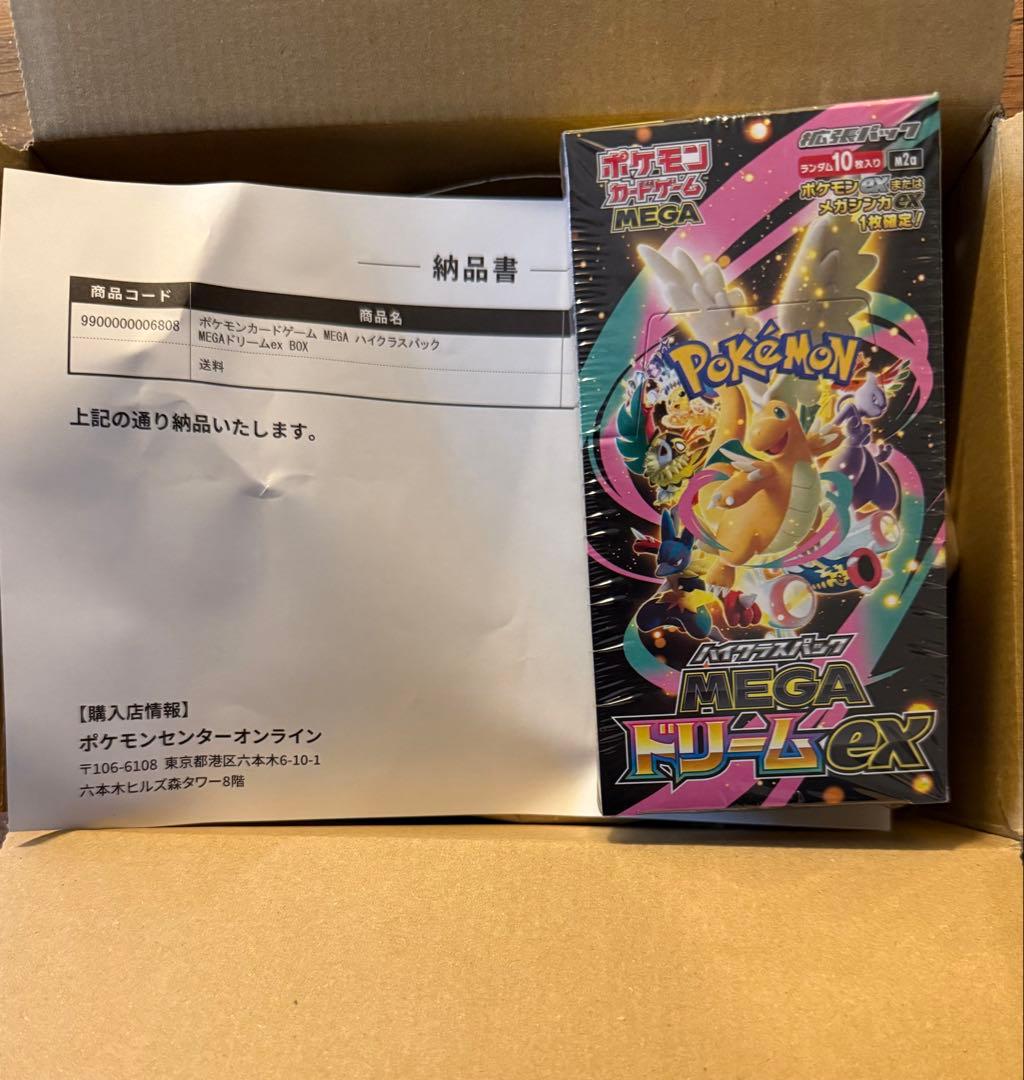 納品書
商品コード 商品名
9900000006808 ポケモンカードゲーム MEGA ハイクラスパック
MEGAドリームex BOX
送料
上記の通り納品いたします。
【購入店情報】
ポケモンセンターオンライン
〒106-6108 東京都港区六本木6-10-1
六本木ヒルズ森タワー8階
ポケモン
カードゲーム
MEGA
拡張パック
ランダム10枚入り M2a
ポケモンexまたは
メガシンカex
1枚確定!
POKÉMON
ハイクラスパック
MEGA
ドリームex